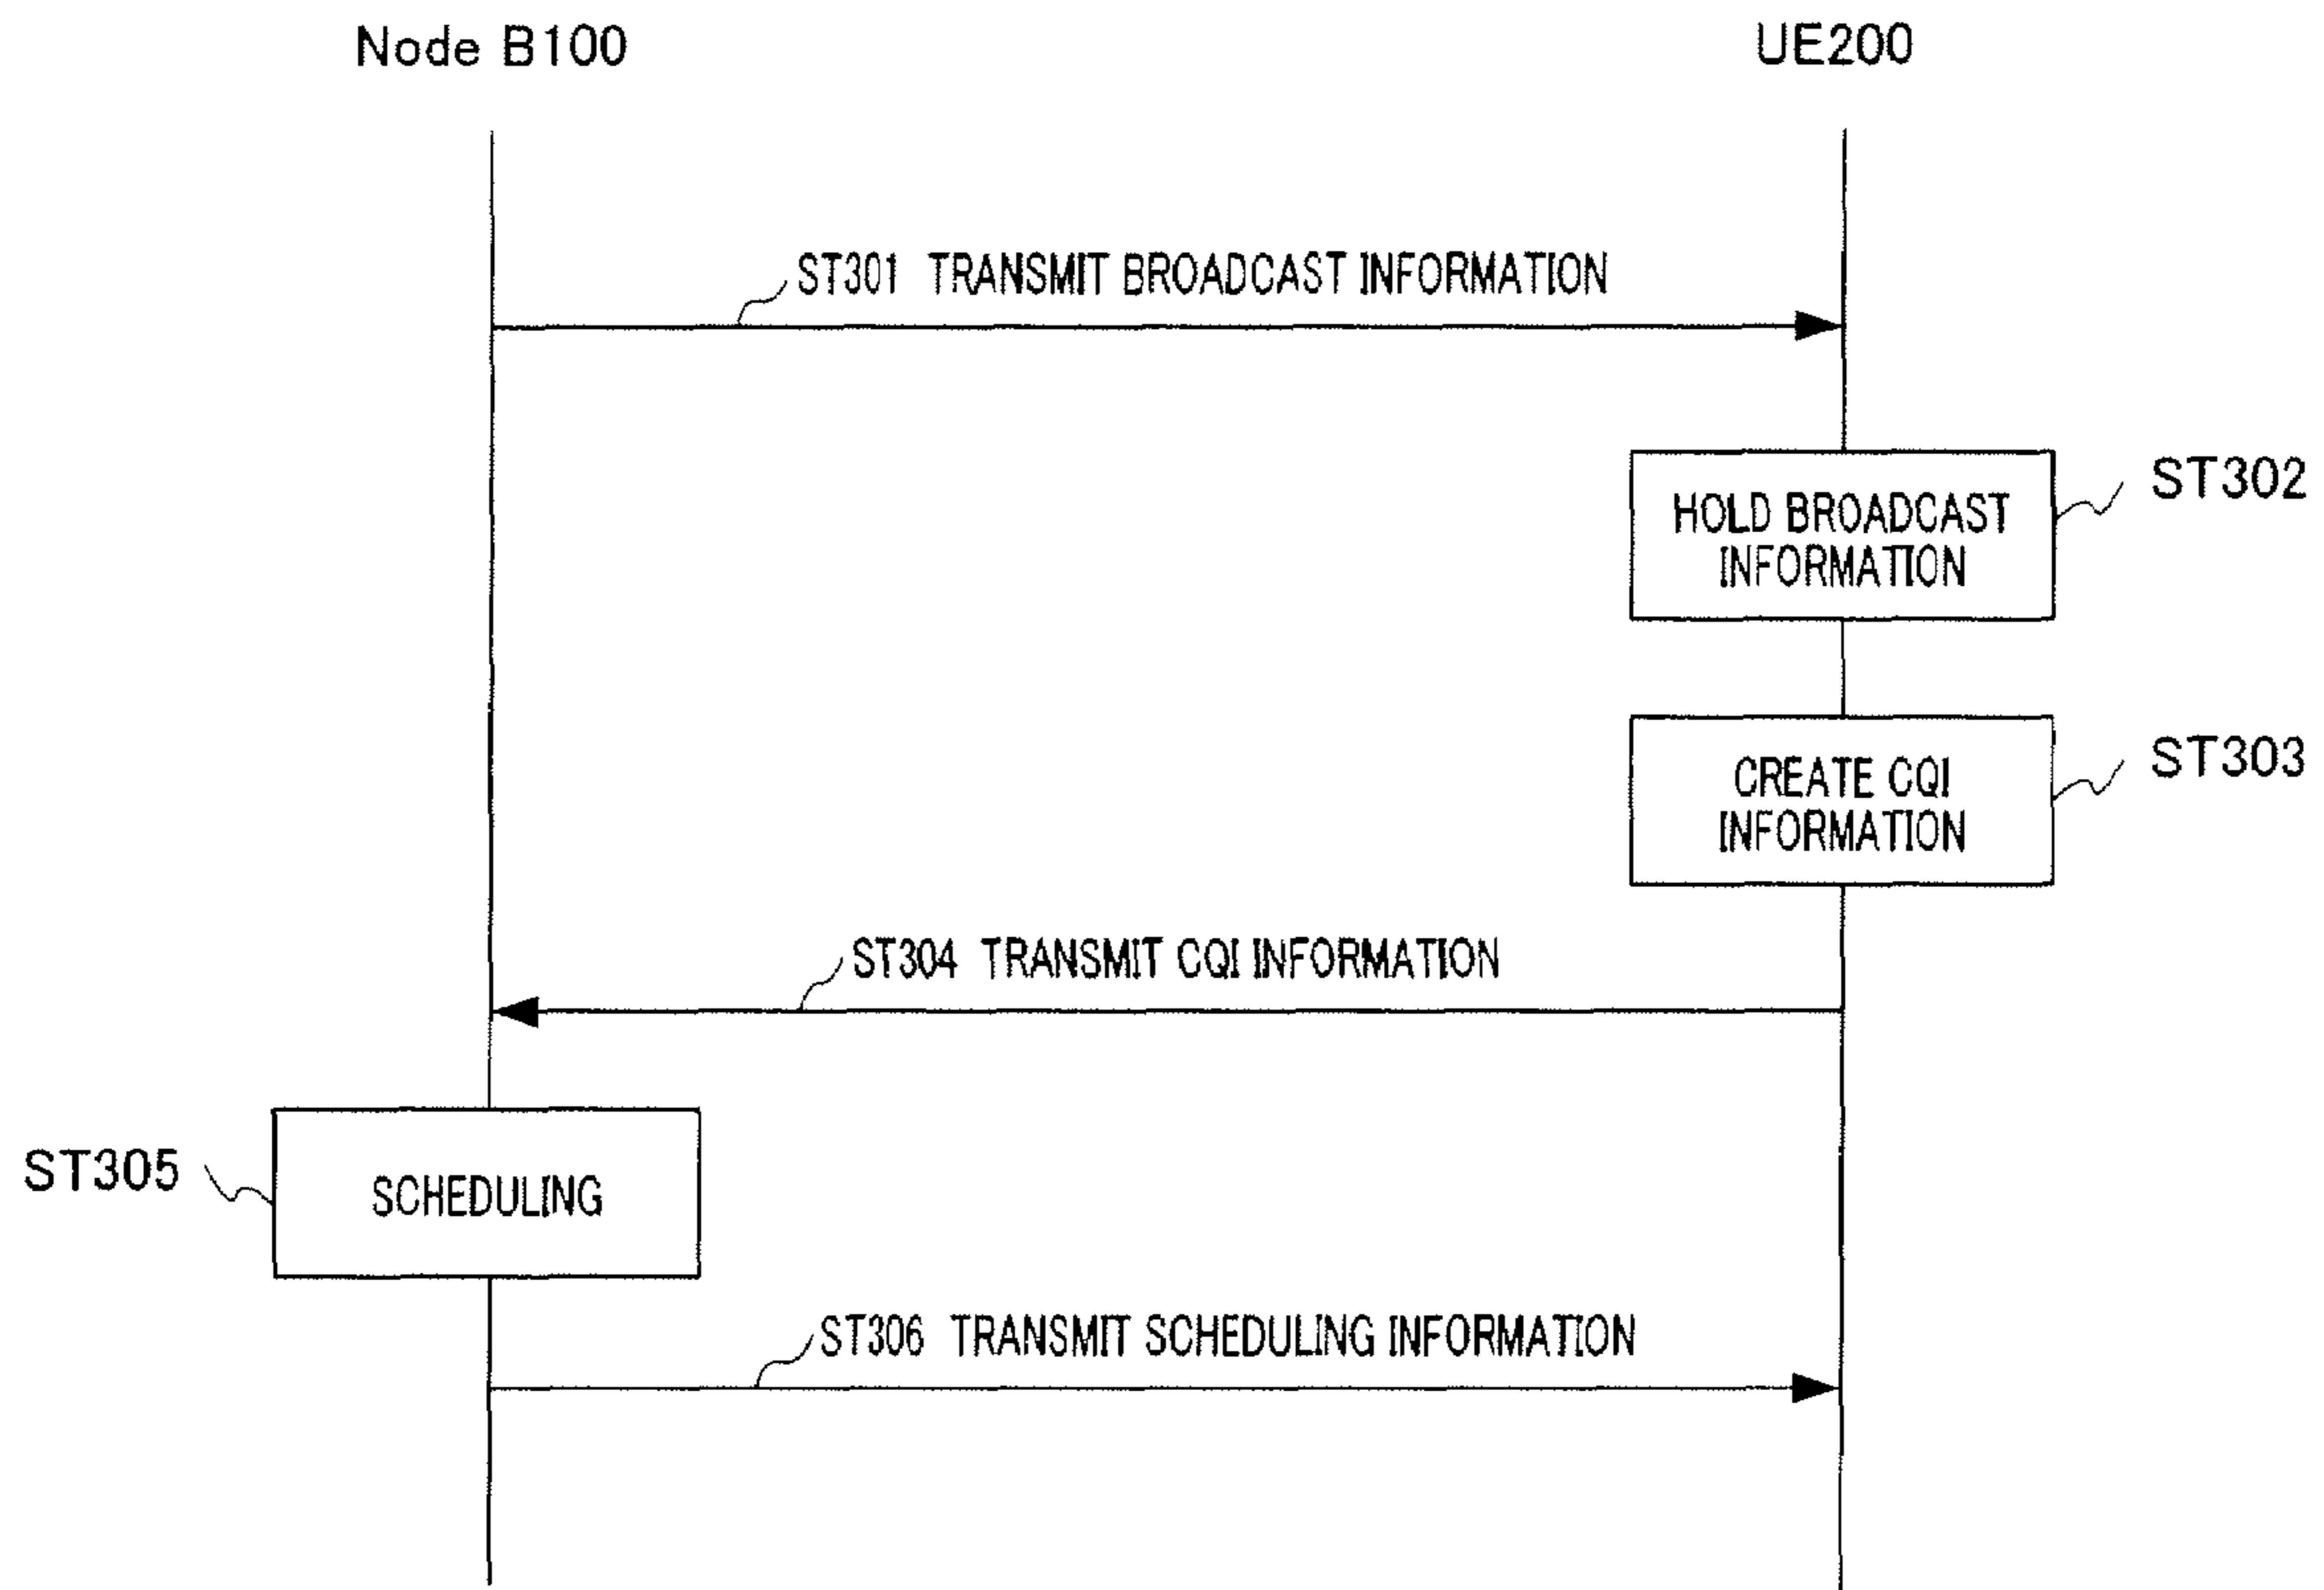 Node B100
UE200
ST301 TRANSMIT BROADCAST INFORMATION
HOLD BROADCAST
INFORMATION
ST302
CREATE CQI
INFORMATION
ST303
ST304 TRANSMIT CQI INFORMATION
ST305
SCHEDULING
ST306 TRANSMIT SCHEDULING INFORMATION